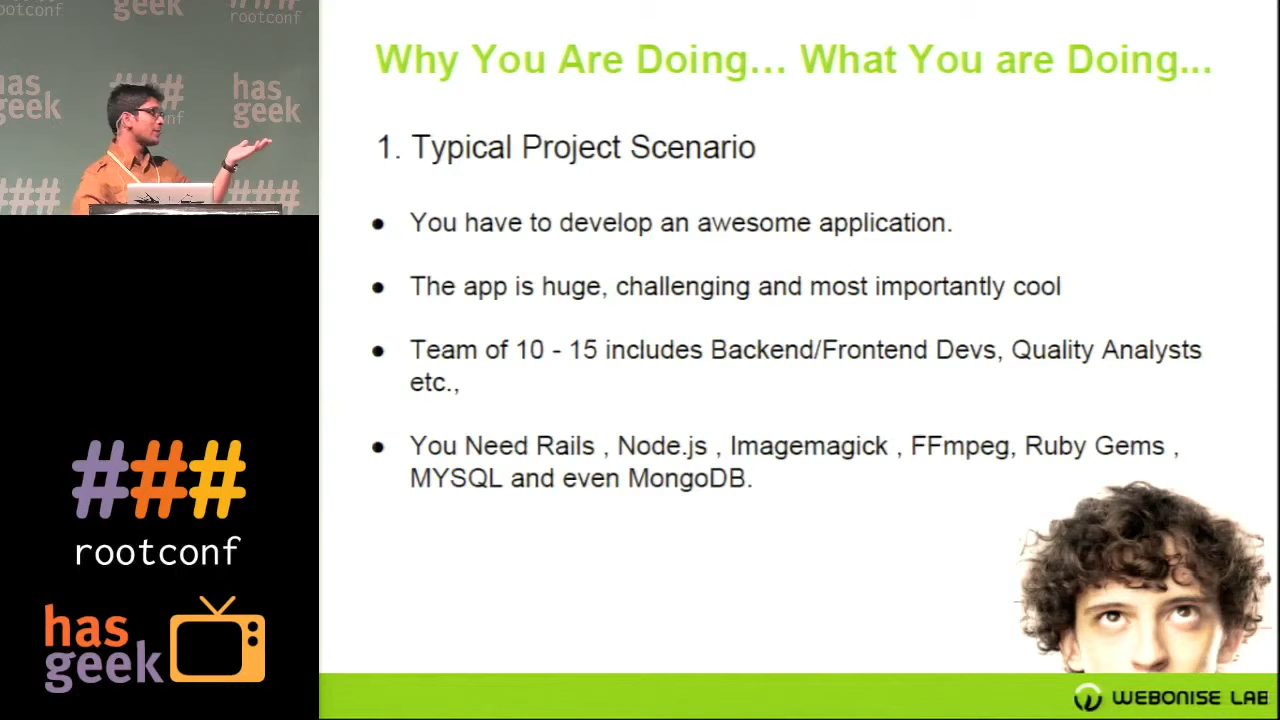 ###
rootconf
has
geek
###
rootconf
has
geek
###
conf
has
geek
###
###
###
rootconf
has
geek
Why You Are Doing... What You are Doing...
1. Typical Project Scenario
● You have to develop an awesome application.
● The app is huge, challenging and most importantly cool
● Team of 10 - 15 includes Backend/Frontend Devs, Quality Analysts
etc.,
● You Need Rails , Node.js , Imagemagick , FFmpeg, Ruby Gems ,
MYSQL and even MongoDB.
WEBONISE LAB